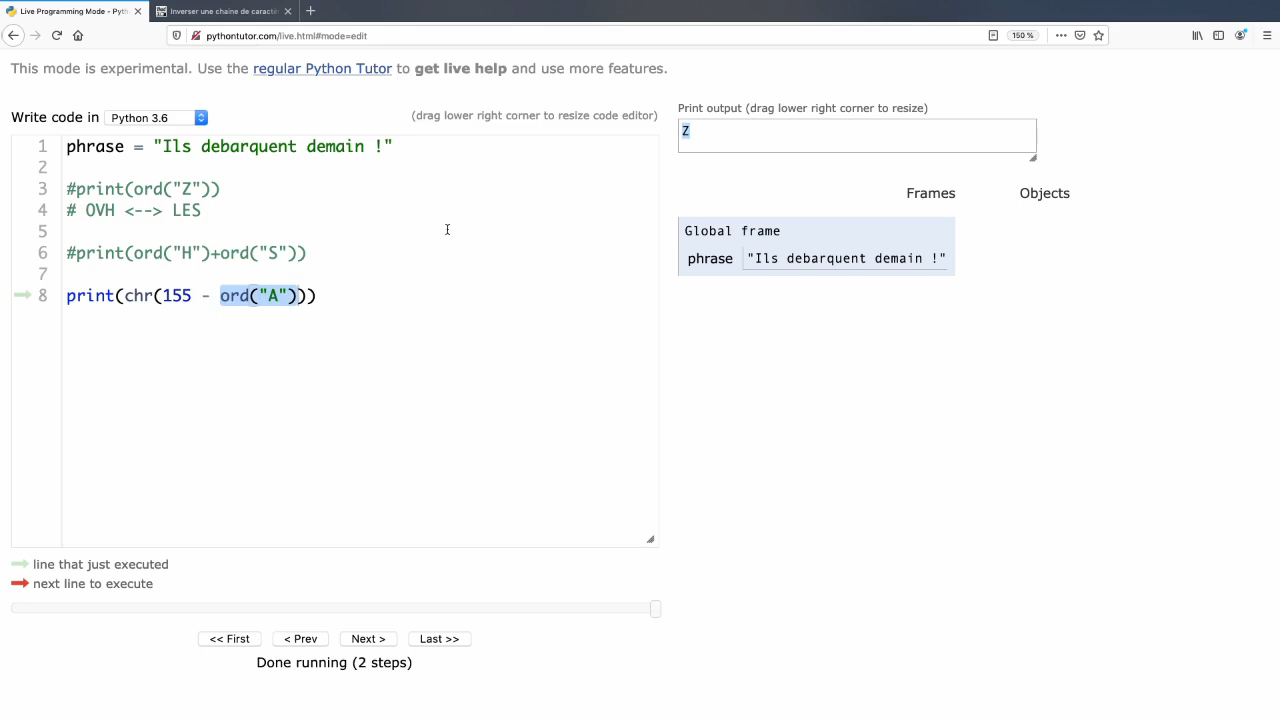 Live Programming Mode - Pyth
Inverser une chaine de caractè
pythontutor.com/live.html#mode=edit
150 %
This mode is experimental. Use the regular Python Tutor to get live help and use more features.
Write code in Python 3.6
(drag lower right corner to resize code editor)
1 phrase = "Ils debarquent demain !"
2
3 #print(ord("Z"))
4 # OVH <--> LES
5
6 #print(ord("H")+ord("S"))
7
8 print(chr(155 - ord("A")))
line that just executed
next line to execute
<< First
< Prev
Next >
Last >>
Done running (2 steps)
Print output (drag lower right corner to resize)
Z
Frames
Objects
Global frame
phrase "Ils debarquent demain !"